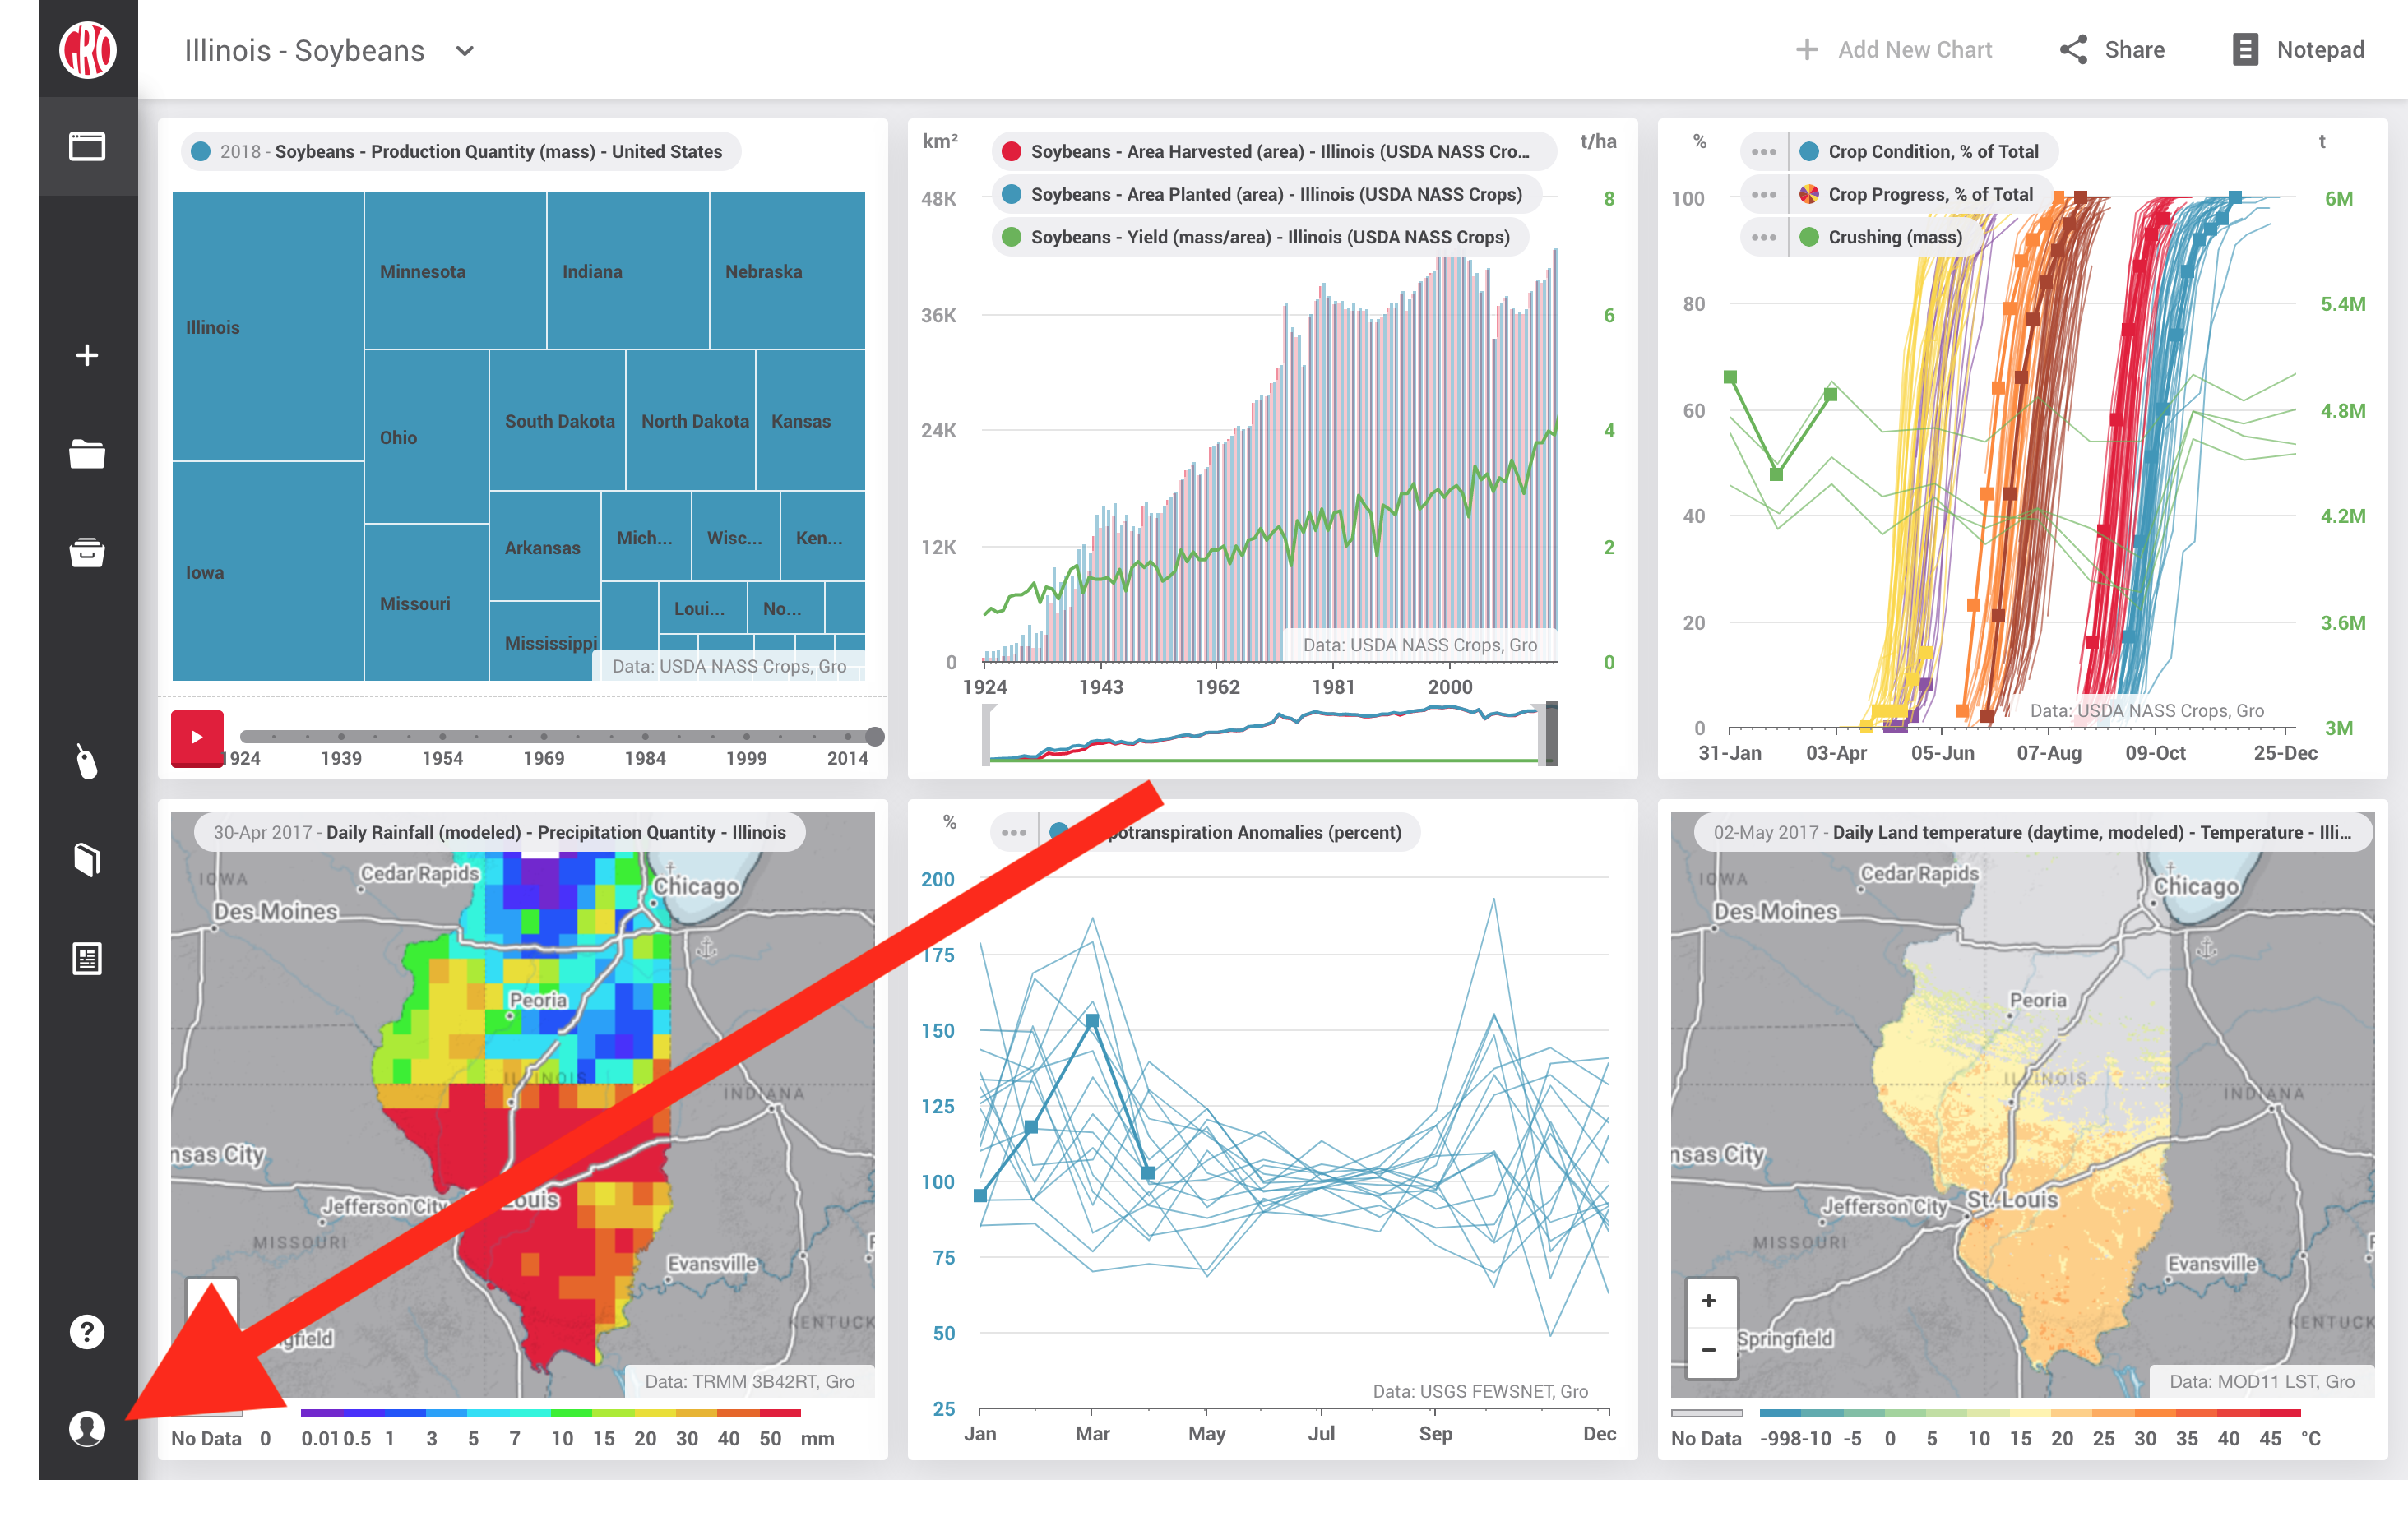 GRO
Illinois - Soybeans
Add New Chart
Share
Notepad
2018 - Soybeans - Production Quantity (mass) - United States
Illinois
Minnesota
Indiana
Nebraska
Ohio
South Dakota
North Dakota
Kansas
Iowa
Missouri
Arkansas
Mich...
Wisc...
Ken...
Loui...
No...
Mississippi
Data: USDA NASS Crops, Gro
1924
1939
1954
1969
1984
1999
2014
km²
t/ha
Soybeans - Area Harvested (area) - Illinois (USDA NASS Cro...
Soybeans - Area Planted (area) - Illinois (USDA NASS Crops)
Soybeans - Yield (mass/area) - Illinois (USDA NASS Crops)
48K
36K
24K
12K
0
8
6
4
2
0
Data: USDA NASS Crops, Gro
1924
1943
1962
1981
2000
%
t
Crop Condition, % of Total
Crop Progress, % of Total
Crushing (mass)
100
80
60
40
20
0
6M
5.4M
4.8M
4.2M
3.6M
3M
Data: USDA NASS Crops, Gro
31-Jan
03-Apr
05-Jun
07-Aug
09-Oct
25-Dec
30-Apr 2017 - Daily Rainfall (modeled) - Precipitation Quantity - Illinois
IOWA
Cedar Rapids
Chicago
Des Moines
Peoria
ILLINOIS
INDIANA
nsas City
Jefferson City
Louis
MISSOURI
Evansville
KENTUCK
gfield
Data: TRMM 3B42RT, Gro
No Data
0
0.01
0.5
1
3
5
7
10
15
20
30
40
50
mm
%
potranspiration Anomalies (percent)
200
175
150
125
100
75
50
25
Data: USGS FEWSNET, Gro
Jan
Mar
May
Jul
Sep
Dec
02-May 2017 - Daily Land temperature (daytime, modeled) - Temperature - Illi...
IOWA
Cedar Rapids
Chicago
Des Moines
Peoria
ILLINOIS
INDIANA
nsas City
Jefferson City
St. Louis
MISSOURI
Evansville
KENTUCK
+
−
Springfield
Data: MOD11 LST, Gro
No Data
-998
-10
-5
0
5
10
15
20
25
30
35
40
45
°C
?